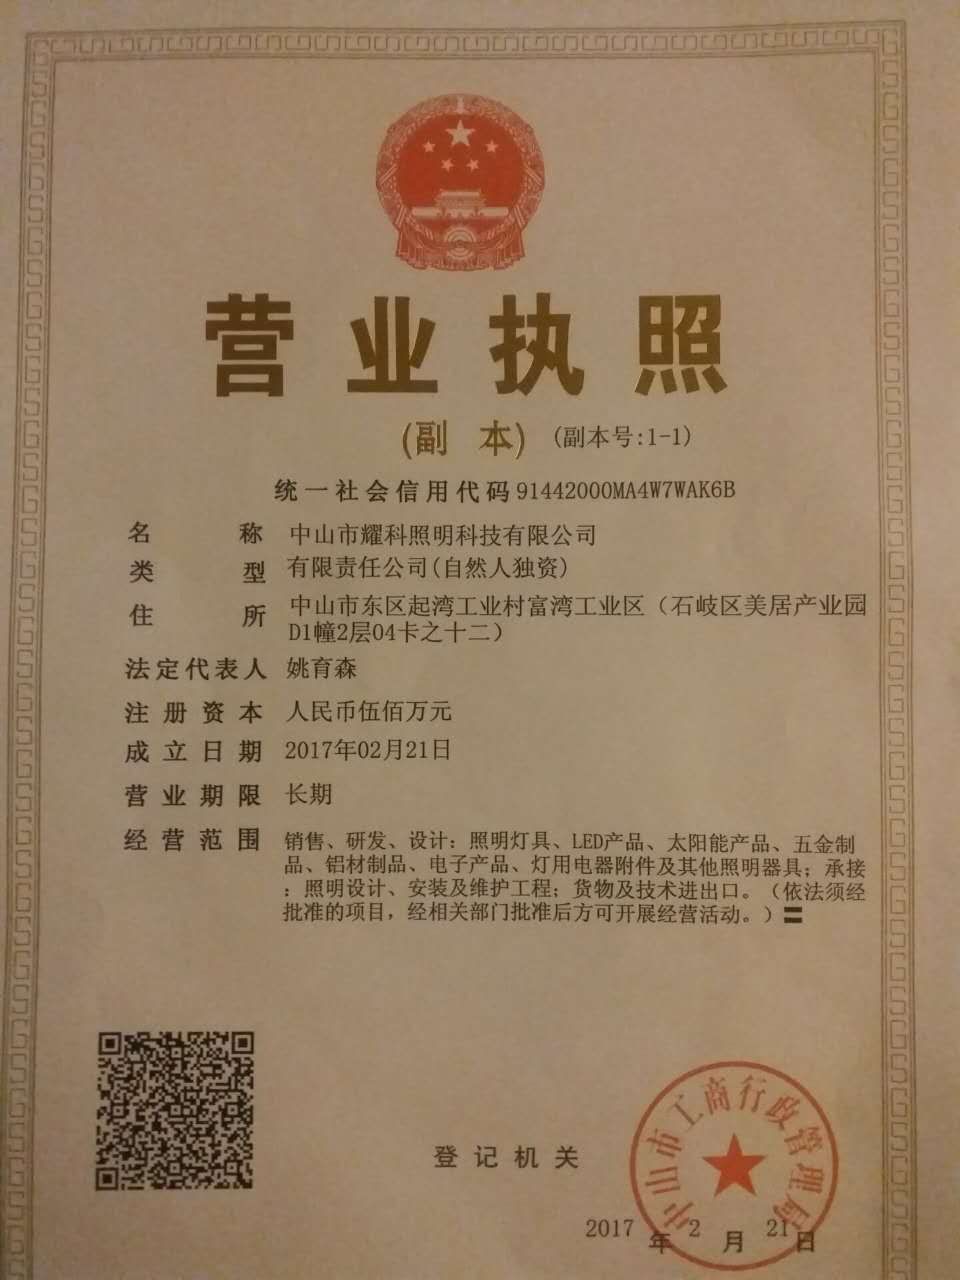 营业执照
(副 本) (副本号:1-1)
统一社会信用代码 91442000MA4W7WAK6B
名称 中山市耀科照明科技有限公司
类型 有限责任公司(自然人独资)
住所 中山市东区起湾工业村富湾工业区（石岐区美居产业园
D1幢2层04卡之十二）
法定代表人 姚育森
注册资本 人民币伍佰万元
成立日期 2017年02月21日
营业期限 长期
经营范围 销售、研发、设计：照明灯具、LED产品、太阳能产品、五金制
品、铝材制品、电子产品、灯用电器附件及其他照明器具；承接
：照明设计、安装及维护工程；货物及技术进出口。（依法须经
批准的项目，经相关部门批准后方可开展经营活动。）〓
中山市工商行政管理局
登记机关
2017年2月21日